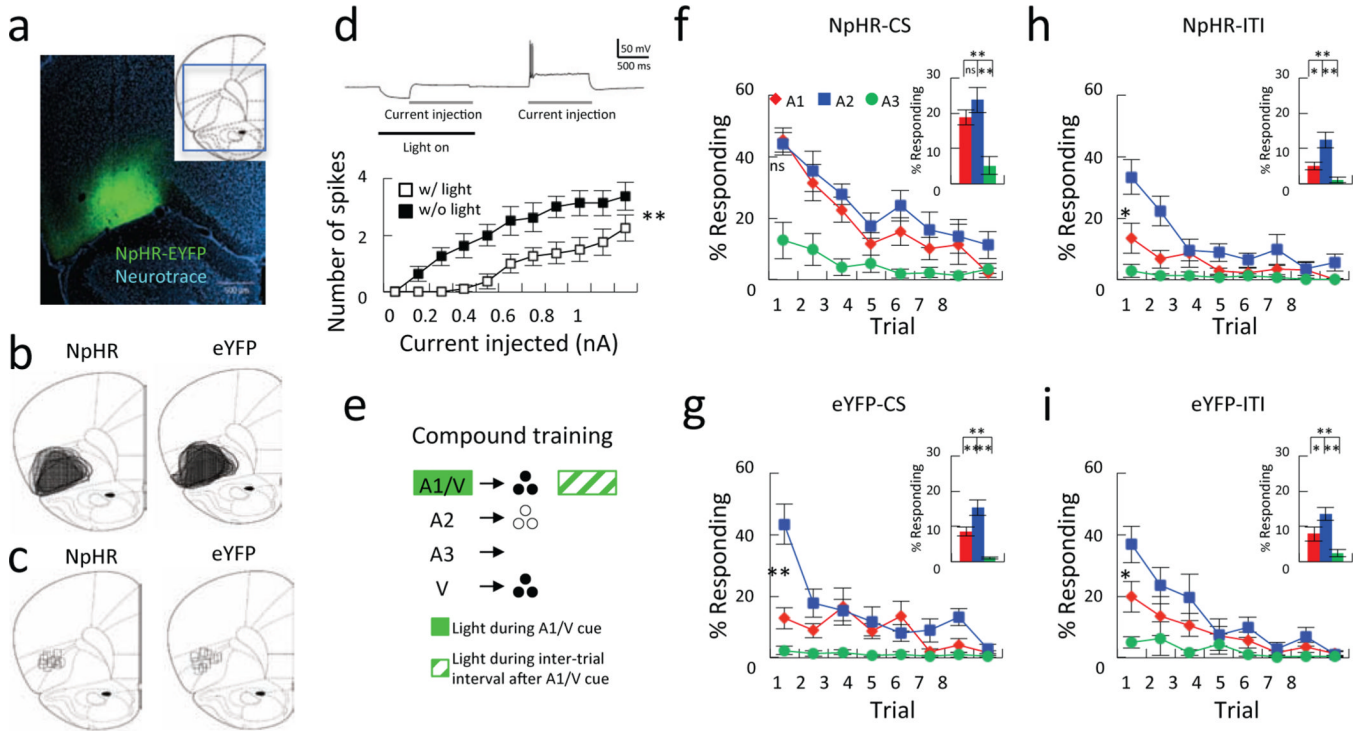 a
NpHR-EYFP
Neurotrace
500 µm
b
NpHR eYFP
c
NpHR eYFP
d
50 mV
500 ms
Current injection Current injection
Light on
w/ light
w/o light
**
Number of spikes
4
2
0
0 0.2 0.4 0.6 0.8 1
Current injected (nA)
e
Compound training
A1/V
A2
A3
V
Light during A1/V cue
Light during inter-trial
interval after A1/V cue
f
NpHR-CS
A1 A2 A3
% Responding
60
40
20
0
ns
1 2 3 4 5 6 7 8
Trial
**
ns **
% Responding
30
20
10
0
g
eYFP-CS
% Responding
60
40
20
0
**
1 2 3 4 5 6 7 8
Trial
**
** **
% Responding
30
20
10
0
h
NpHR-ITI
% Responding
60
40
20
0
*
1 2 3 4 5 6 7 8
Trial
**
* **
% Responding
30
20
10
0
i
eYFP-ITI
% Responding
60
40
20
0
*
1 2 3 4 5 6 7 8
Trial
**
* **
% Responding
30
20
10
0